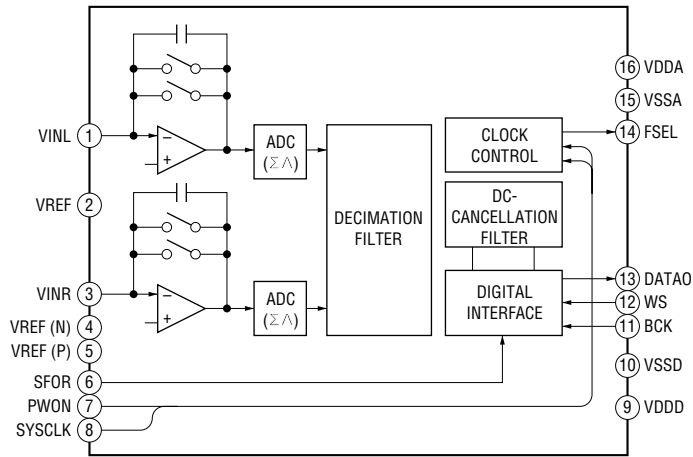 VINL 1
VREF 2
VINR 3
VREF (N) 4
VREF (P) 5
SFOR 6
PWON 7
SYSCLK 8
−
+
ADC
(ΣΛ)
−
+
ADC
(ΣΛ)
DECIMATION
FILTER
CLOCK
CONTROL
DC-
CANCELLATION
FILTER
DIGITAL
INTERFACE
16 VDDA
15 VSSA
14 FSEL
13 DATAO
12 WS
11 BCK
10 VSSD
9 VDDD